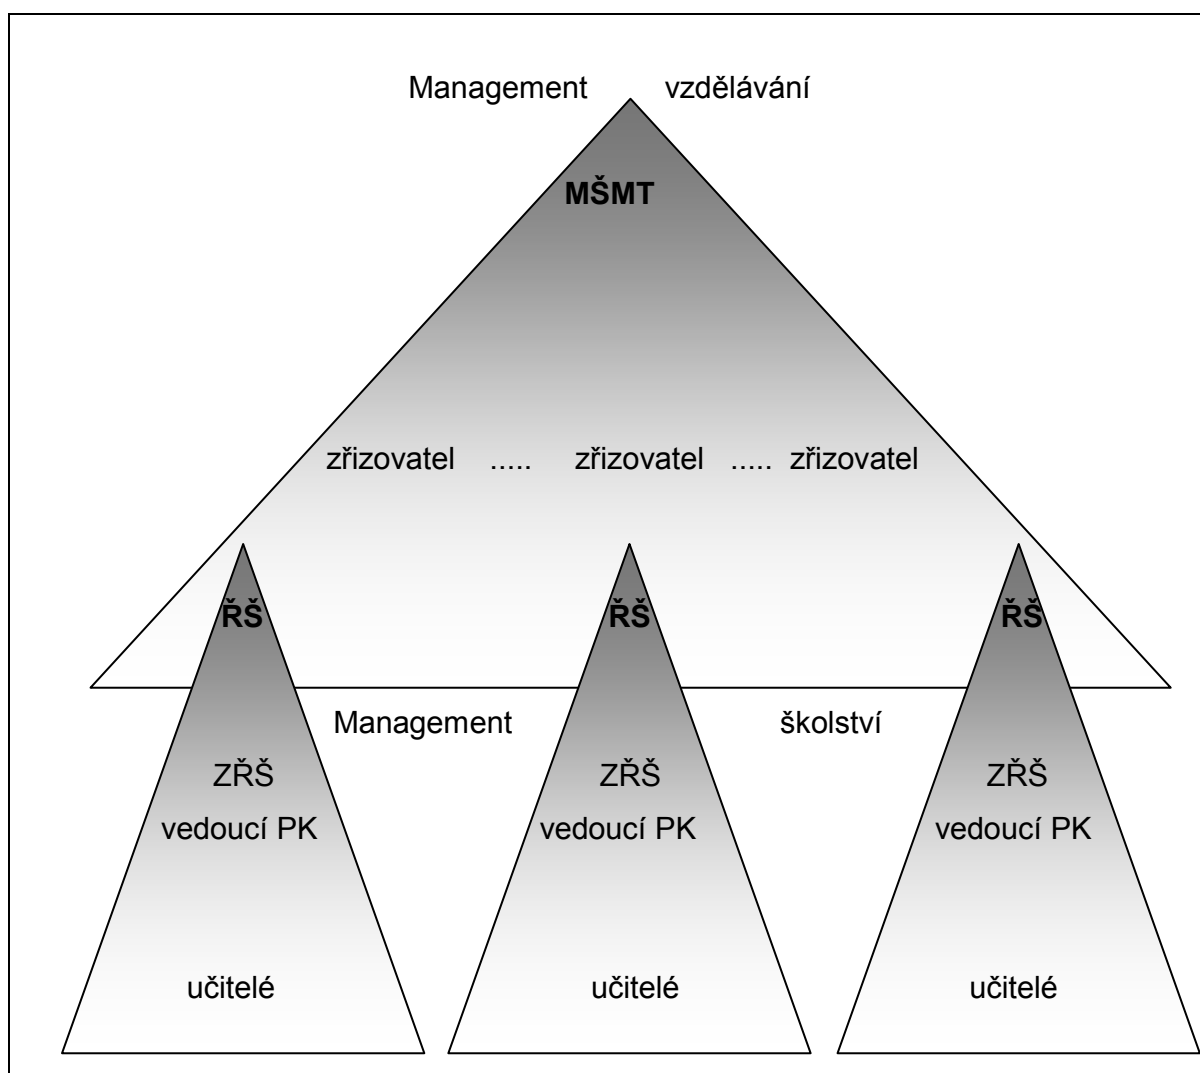 Management vzdělávání
MŠMT
zřizovatel ..... zřizovatel ..... zřizovatel
ŘŠ ŘŠ ŘŠ
Management školství
ZŘŠ ZŘŠ ZŘŠ
vedoucí PK vedoucí PK vedoucí PK
učitelé učitelé učitelé